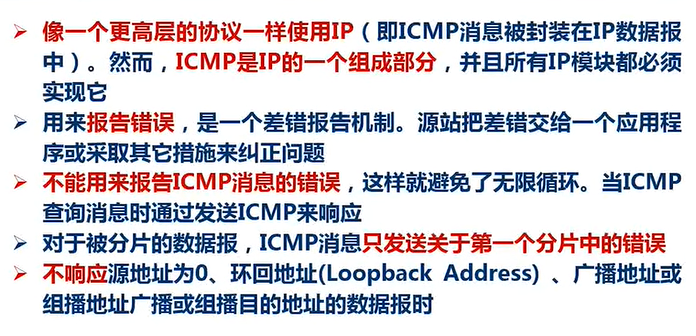 像一个更高层的协议一样使用IP（即ICMP消息被封装在IP数据报
中）。然而，ICMP是IP的一个组成部分，并且所有IP模块都必须
实现它
用来报告错误，是一个差错报告机制。源站把差错交给一个应用程
序或采取其它措施来纠正问题
不能用来报告ICMP消息的错误，这样就避免了无限循环。当ICMP
查询消息时通过发送ICMP来响应
对于被分片的数据报，ICMP消息只发送关于第一个分片中的错误
不响应源地址为0、环回地址(Loopback Address) 、广播地址或
组播地址广播或组播目的地址的数据报时